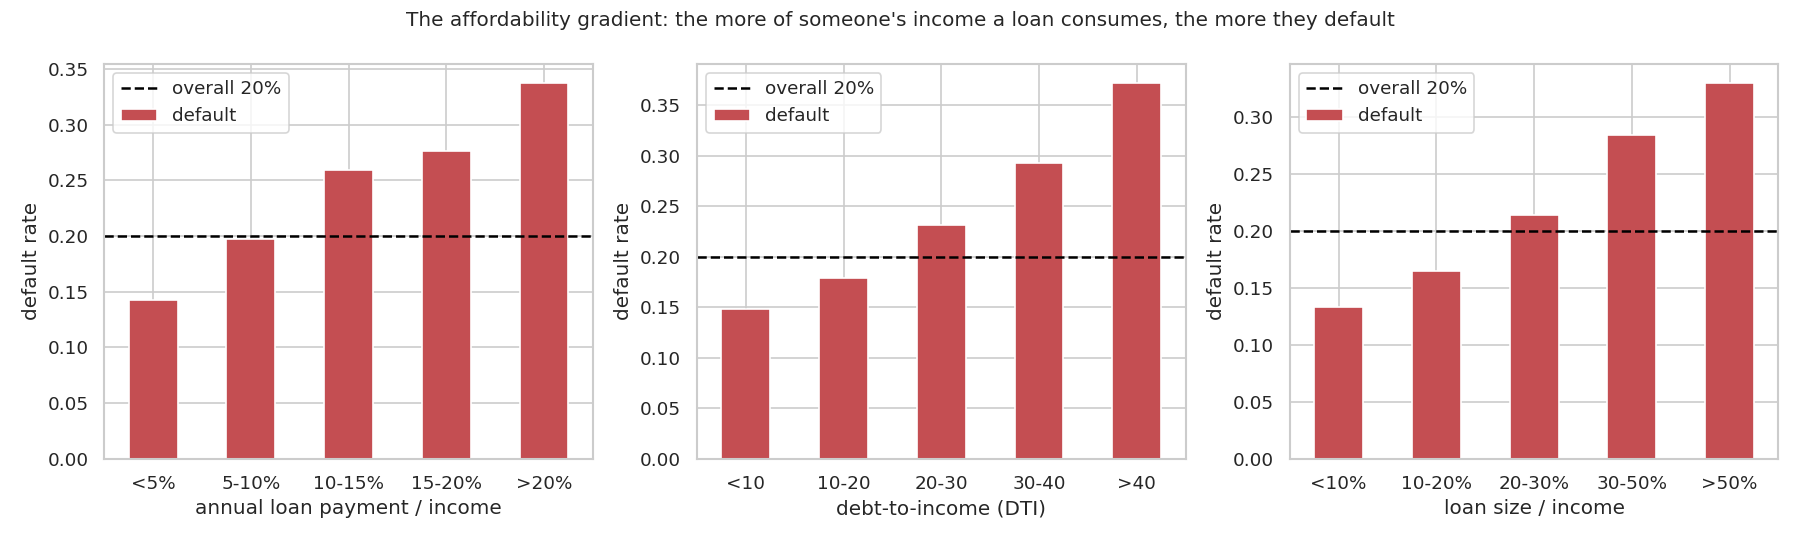 The affordability gradient: the more of someone's income a loan consumes, the more they default
overall 20%
default
default rate
0.35
0.30
0.25
0.20
0.15
0.10
0.05
0.00
<5% 5-10% 10-15% 15-20% >20%
annual loan payment / income
overall 20%
default
default rate
0.35
0.30
0.25
0.20
0.15
0.10
0.05
0.00
<10 10-20 20-30 30-40 >40
debt-to-income (DTI)
overall 20%
default
default rate
0.30
0.25
0.20
0.15
0.10
0.05
0.00
<10% 10-20% 20-30% 30-50% >50%
loan size / income